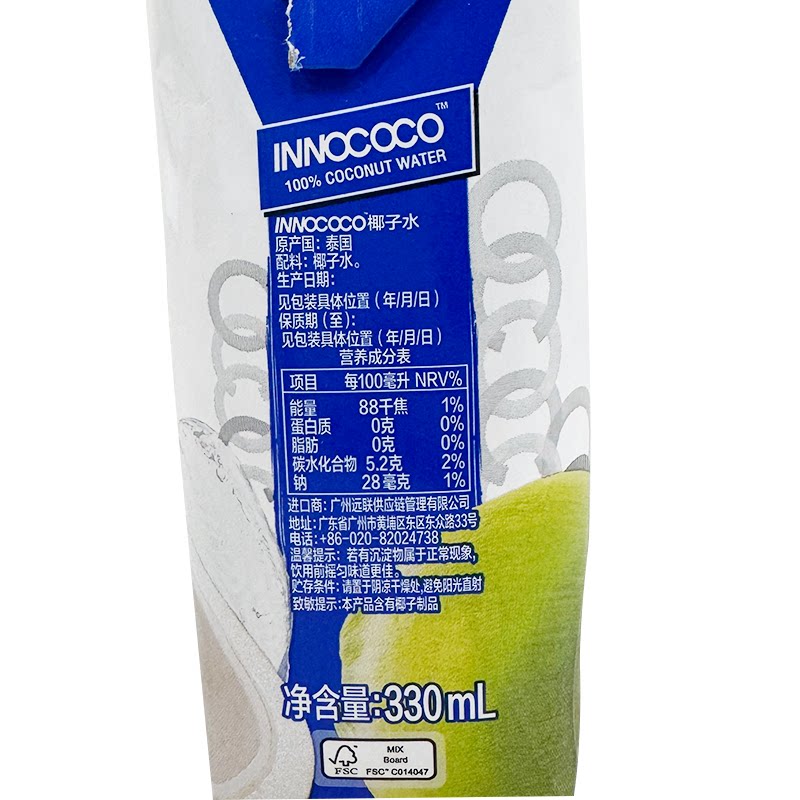 INNOCOCO™
100% COCONUT WATER
INNOCOCO™椰子水
原产国：泰国
配料：椰子水。
生产日期：
见包装具体位置（年/月/日）
保质期（至）：
见包装具体位置（年/月/日）
营养成分表
项目 每100毫升 NRV%
能量 88千焦 1%
蛋白质 0克 0%
脂肪 0克 0%
碳水化合物 5.2克 2%
钠 28毫克 1%
进口商：广州远联供应链管理有限公司
地址：广东省广州市黄埔区东区东众路33号
电话：+86-020-82024738
温馨提示：若有沉淀物属于正常现象，
饮用前摇匀味道更佳。
贮存条件：请置于阴凉干燥处,避免阳光直射
致敏提示：本产品含有椰子制品
净含量：330mL
FSC
MIX
Board
FSC™ C014047